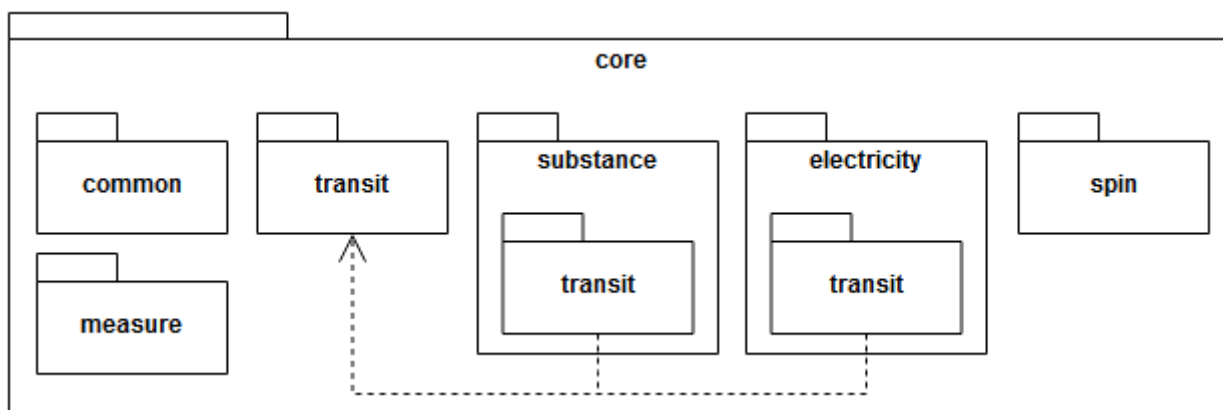 core
common
transit
substance
electricity
spin
transit
transit
measure